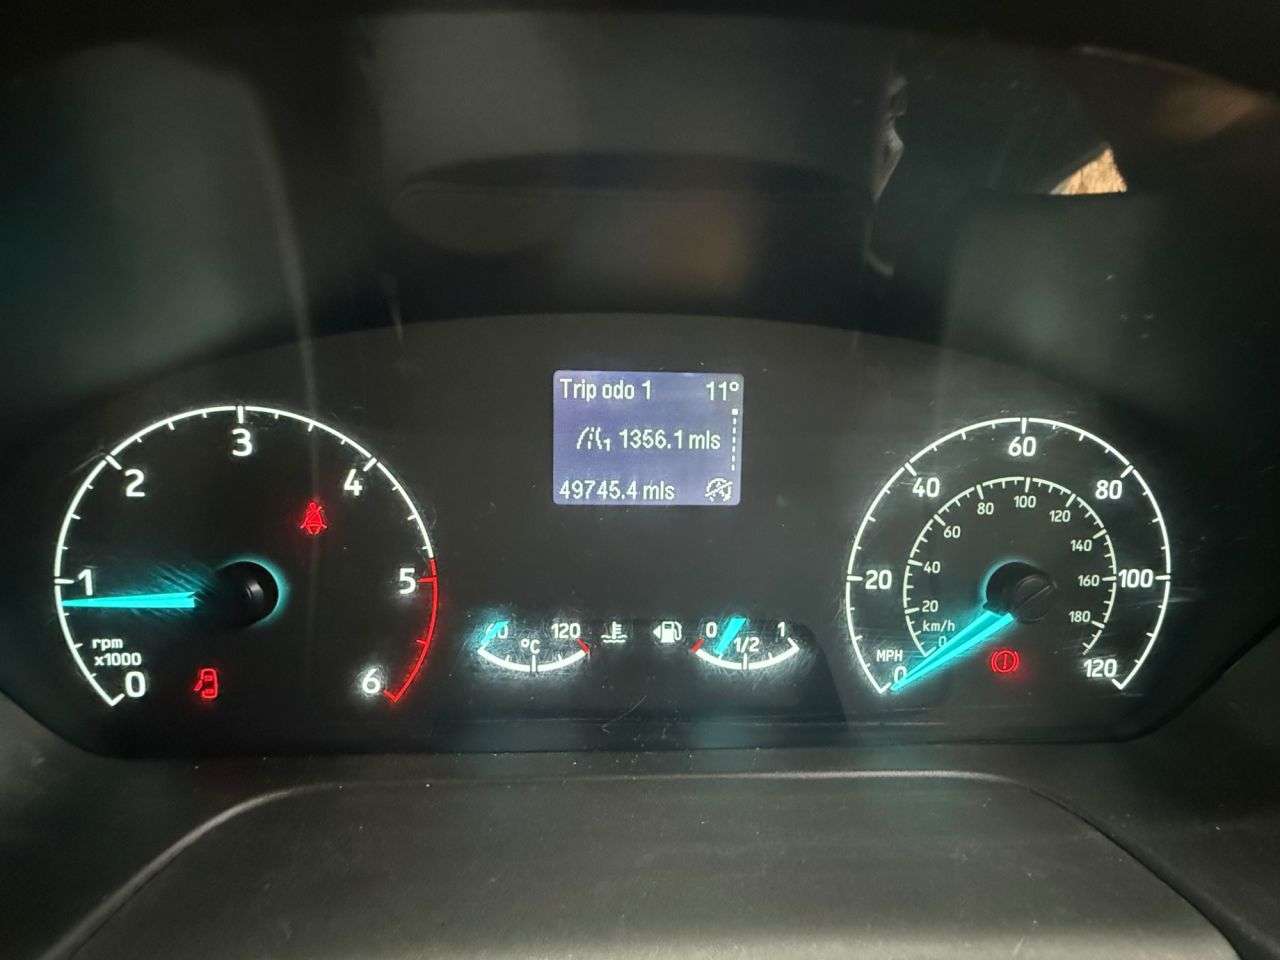 Trip odo 1 11°
1 1356.1 mls
49745.4 mls
0 1 2 3 4 5 6
rpm
x1000
120
°C
0 1/2 1
0 20 40 60 80 100 120
MPH
0 20 40 60 80 100 120 140 160 180
km/h